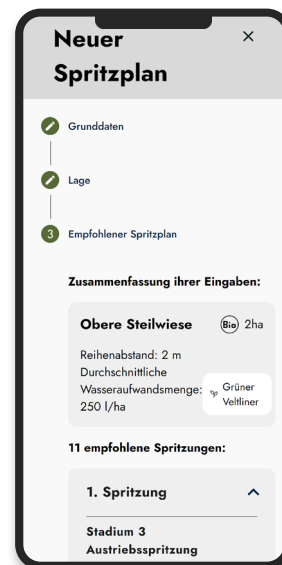 Neuer
Spritzplan
Grunddaten
Lage
3 Empfohlener Spritzplan
Zusammenfassung ihrer Eingaben:
Obere Steilwiese Bio 2ha
Reihenabstand: 2 m
Durchschnittliche
Wasseraufwandsmenge:
250 l/ha
Grüner
Veltliner
11 empfohlene Spritzungen:
1. Spritzung
Stadium 3
Austriebsspritzung